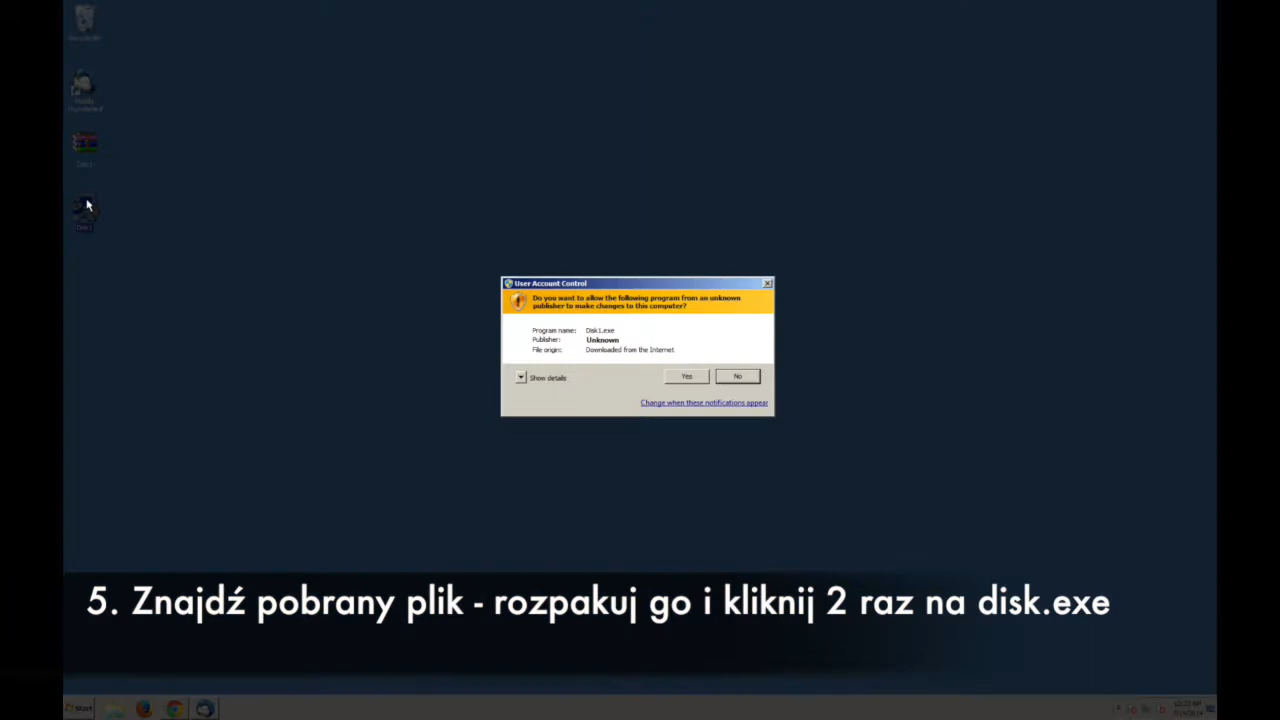 User Account Control
Do you want to allow the following program from an unknown
publisher to make changes to this computer?
Program name: Disk1.exe
Publisher: Unknown
File origin: Downloaded from the Internet
Show details
Yes
No
Change when these notifications appear
5. Znajdź pobrany plik - rozpakuj go i kliknij 2 raz na disk.exe
Start